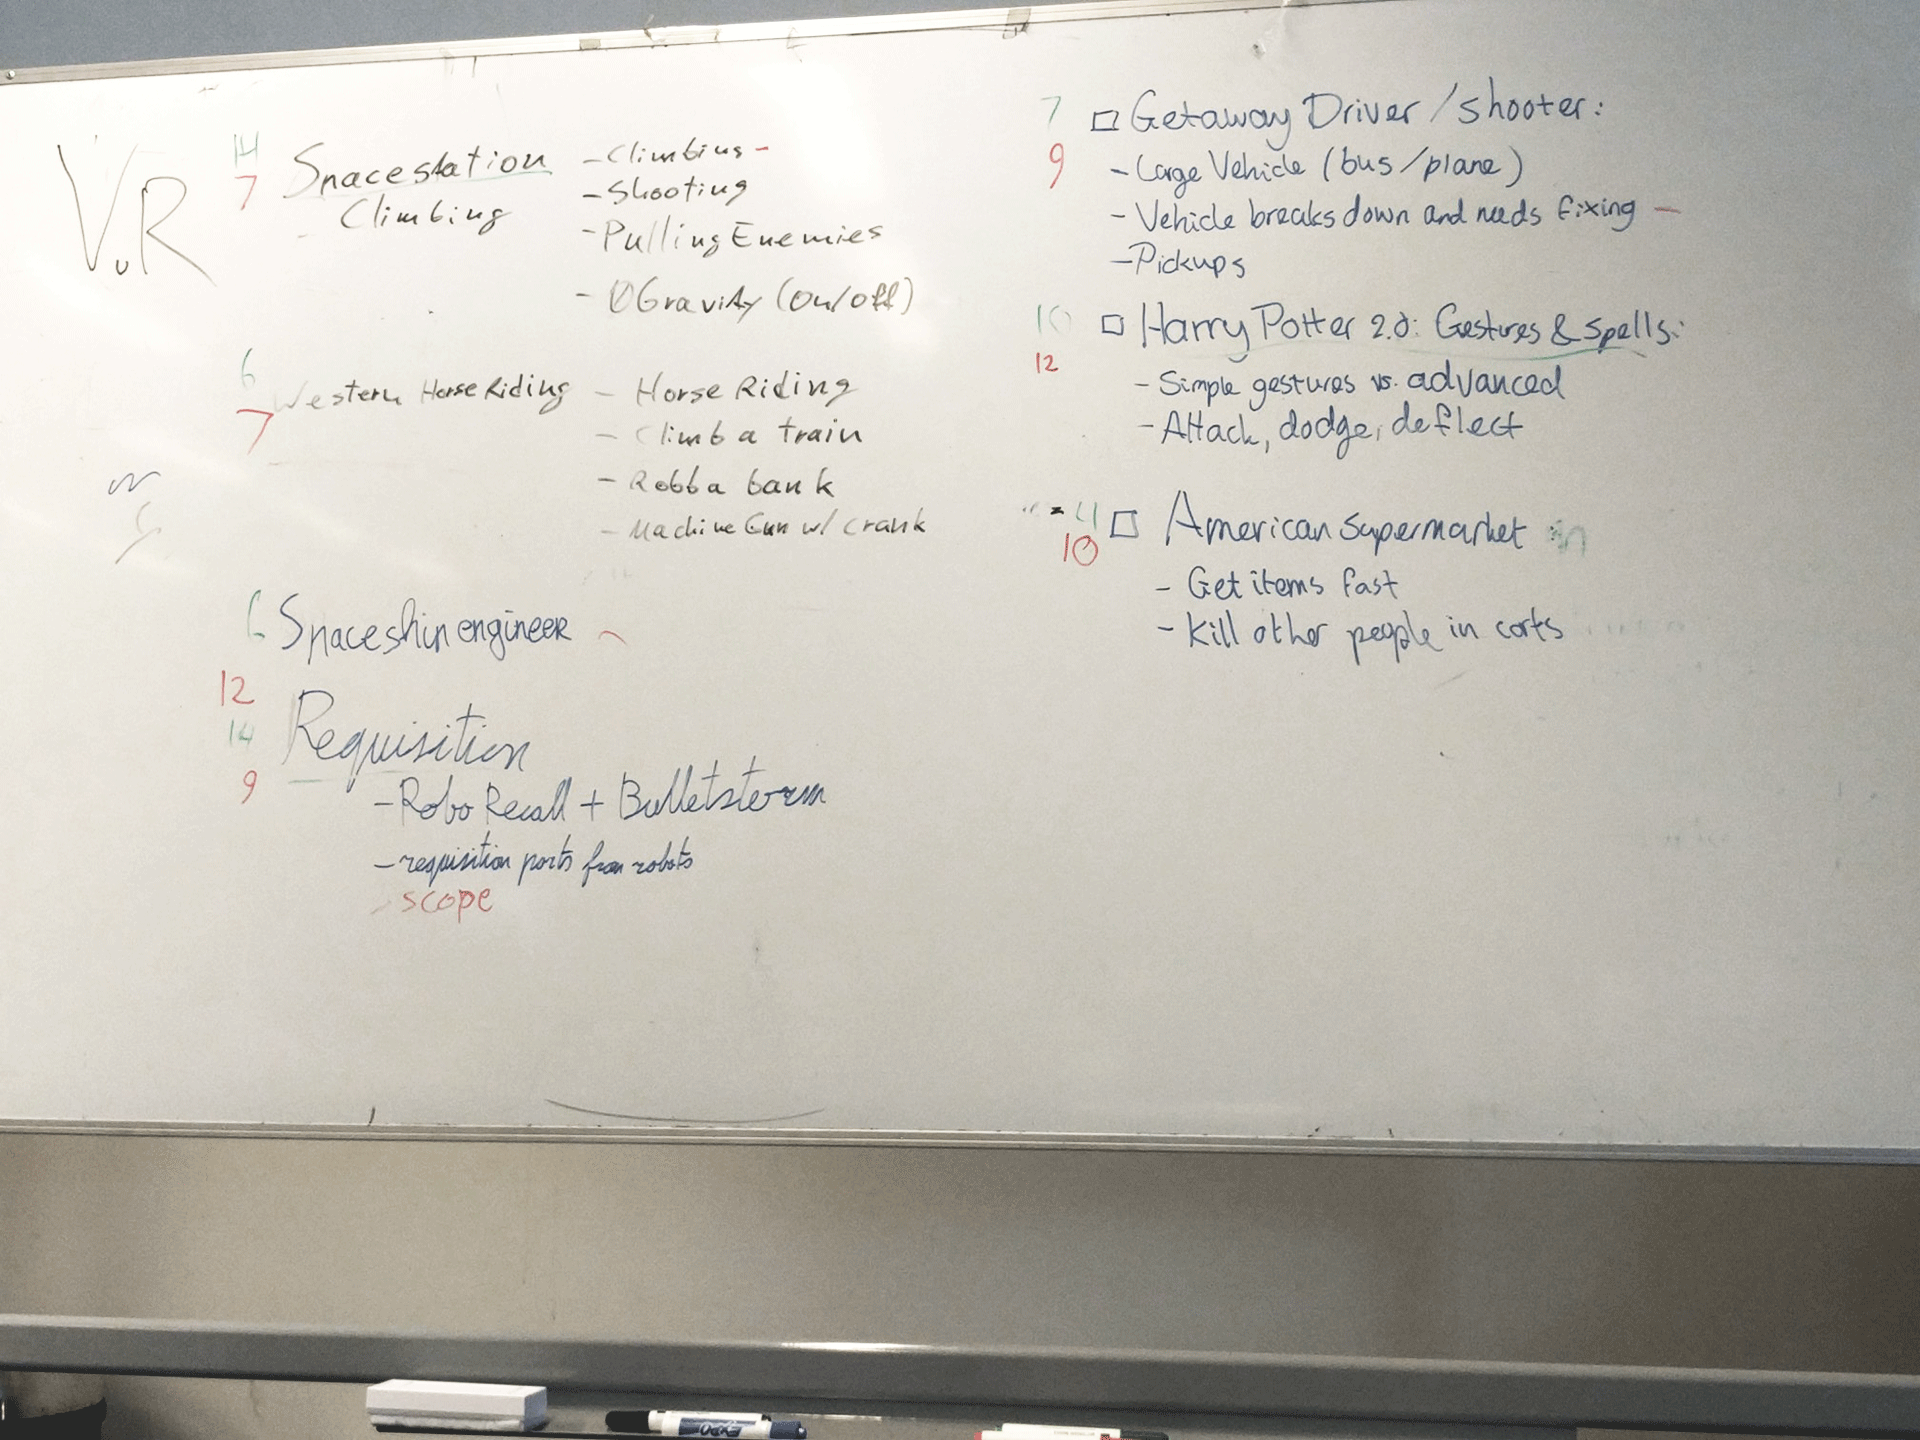 VR
14
7
Spacestation
Climbing
- Climbing -
- Shooting
- Pulling Enemies
- 0Gravity (on/off)
6
7
Western Horse Riding
- Horse Riding
- Climb a train
- Robb a bank
- Machine Gun w/ crank
6 Spaceship engineer
12
14
Requisition
9
- Robo Recall + Bulletstorm
- requisition parts from robots
- scope
7
9
Getaway Driver / shooter:
- Large Vehicle (bus/plane)
- Vehicle breaks down and needs fixing -
- Pickups
10
12
Harry Potter 2.0: Gestures & spells:
- Simple gestures vs. advanced
- Attack, dodge, deflect
4
10
American Supermarket
- Get items fast
- Kill other people in carts
EXPO